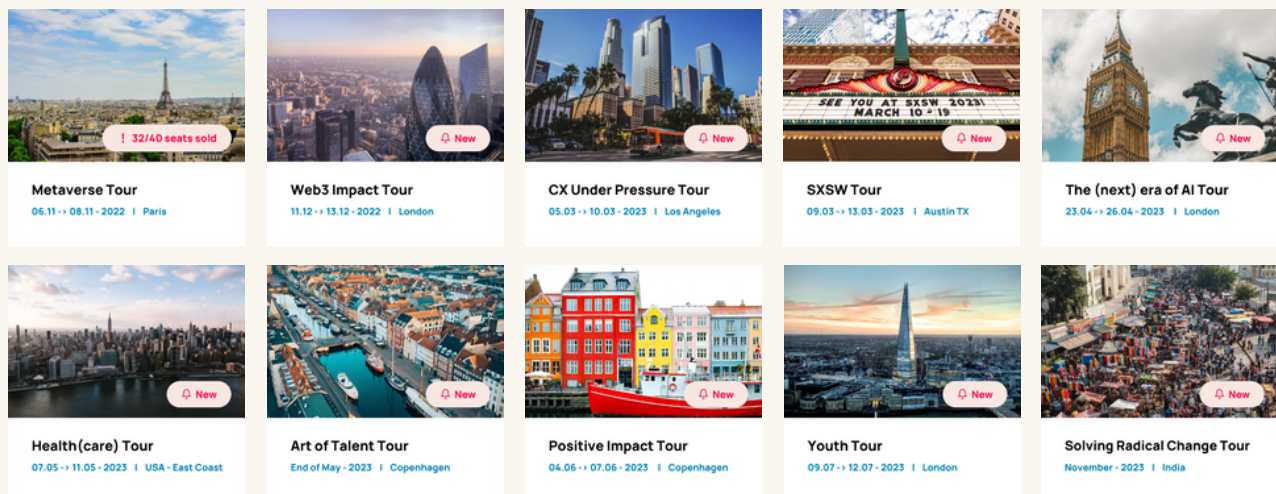 ! 32/40 seats sold
New
New
SEE YOU AT SXSW 2023!
MARCH 10-19
New
New
Metaverse Tour
06.11 -> 08.11 - 2022 | Paris
Web3 Impact Tour
11.12 -> 13.12 - 2022 | London
CX Under Pressure Tour
05.03 -> 10.03 - 2023 | Los Angeles
SXSW Tour
09.03 -> 13.03 - 2023 | Austin TX
The (next) era of AI Tour
23.04 -> 26.04 - 2023 | London
New
New
New
New
New
Health(care) Tour
07.05 -> 11.05 - 2023 | USA - East Coast
Art of Talent Tour
End of May - 2023 | Copenhagen
Positive Impact Tour
04.06 -> 07.06 - 2023 | Copenhagen
Youth Tour
09.07 -> 12.07 - 2023 | London
Solving Radical Change Tour
November - 2023 | India